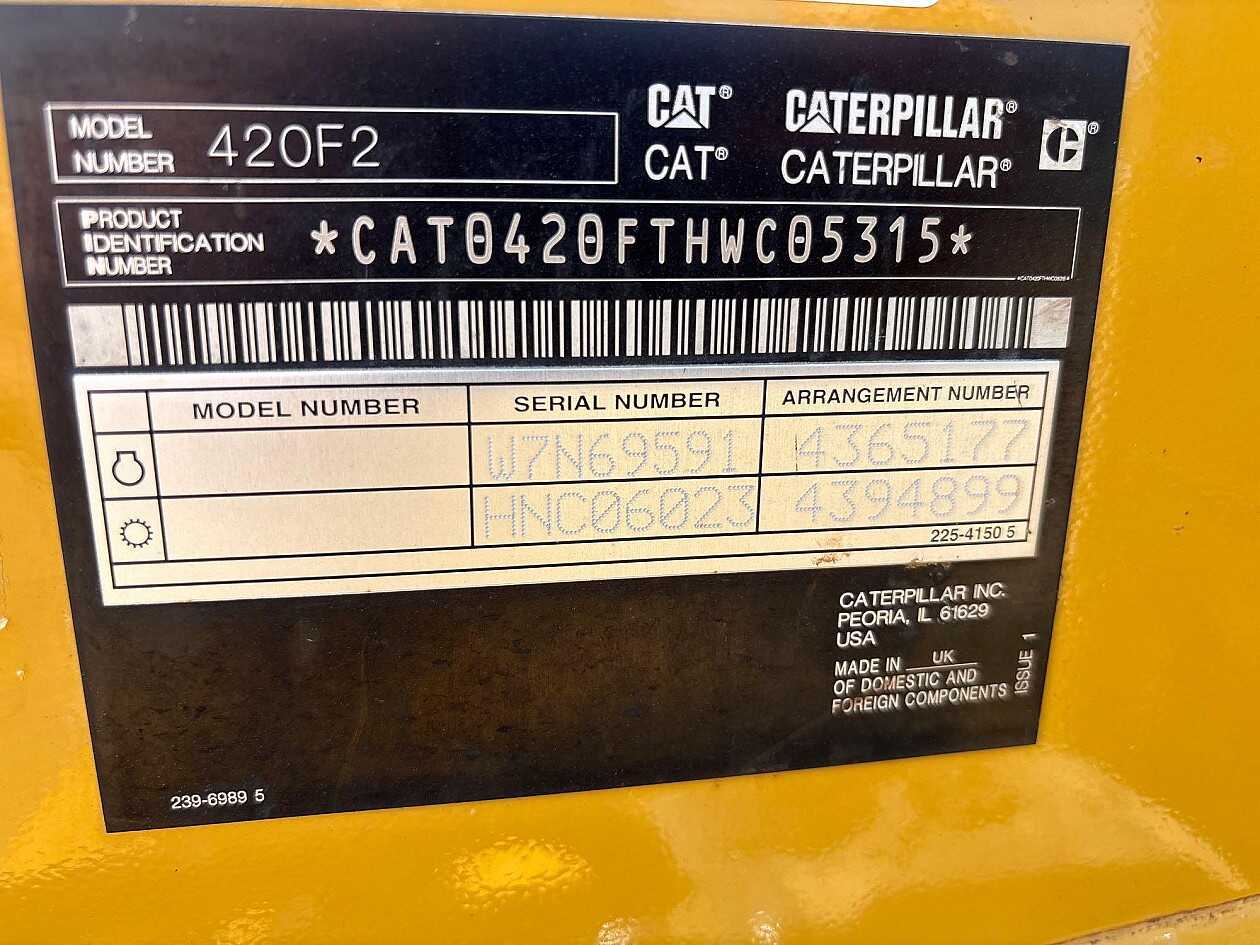 MODEL NUMBER 420F2
CAT® CATERPILLAR® C®
CAT® CATERPILLAR®
PRODUCT IDENTIFICATION NUMBER *CAT0420FTHWC05315*
*CAT0420FTHWC05315*
MODEL NUMBER SERIAL NUMBER ARRANGEMENT NUMBER
W7N69591 4365177
HNC06023 4394899
225-4150 5
CATERPILLAR INC.
PEORIA, IL 61629
USA
MADE IN UK
OF DOMESTIC AND
FOREIGN COMPONENTS
ISSUE 1
239-6989 5